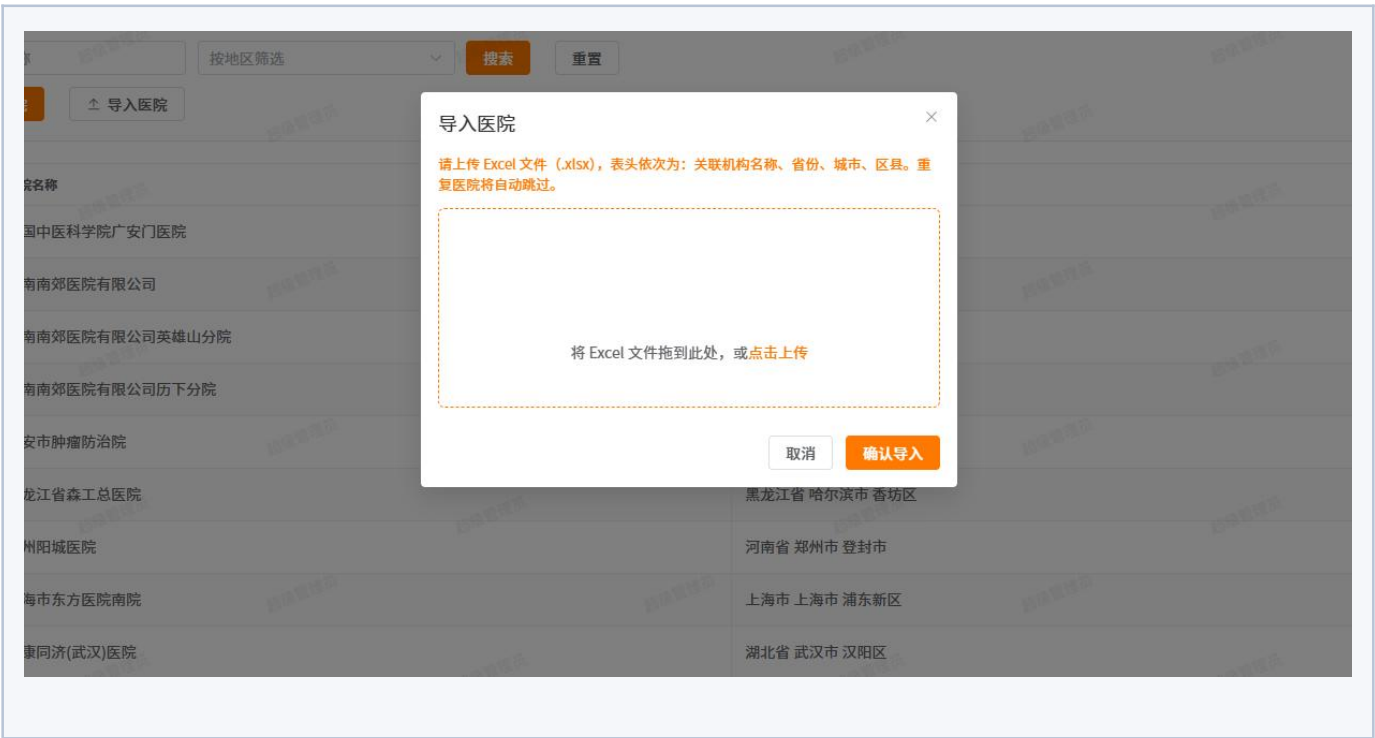 按地区筛选
搜索
重置
导入医院
导入医院
请上传 Excel 文件（.xlsx），表头依次为：关联机构名称、省份、城市、区县。重
复医院将自动跳过。
将 Excel 文件拖到此处，或点击上传
取消
确认导入
院名称
国中医科学院广安门医院
南南郊医院有限公司
南南郊医院有限公司英雄山分院
南南郊医院有限公司历下分院
安市肿瘤防治院
龙江省森工总医院
黑龙江省 哈尔滨市 香坊区
州阳城医院
河南省 郑州市 登封市
海市东方医院南院
上海市 上海市 浦东新区
康同济(武汉)医院
湖北省 武汉市 汉阳区
超级管理员